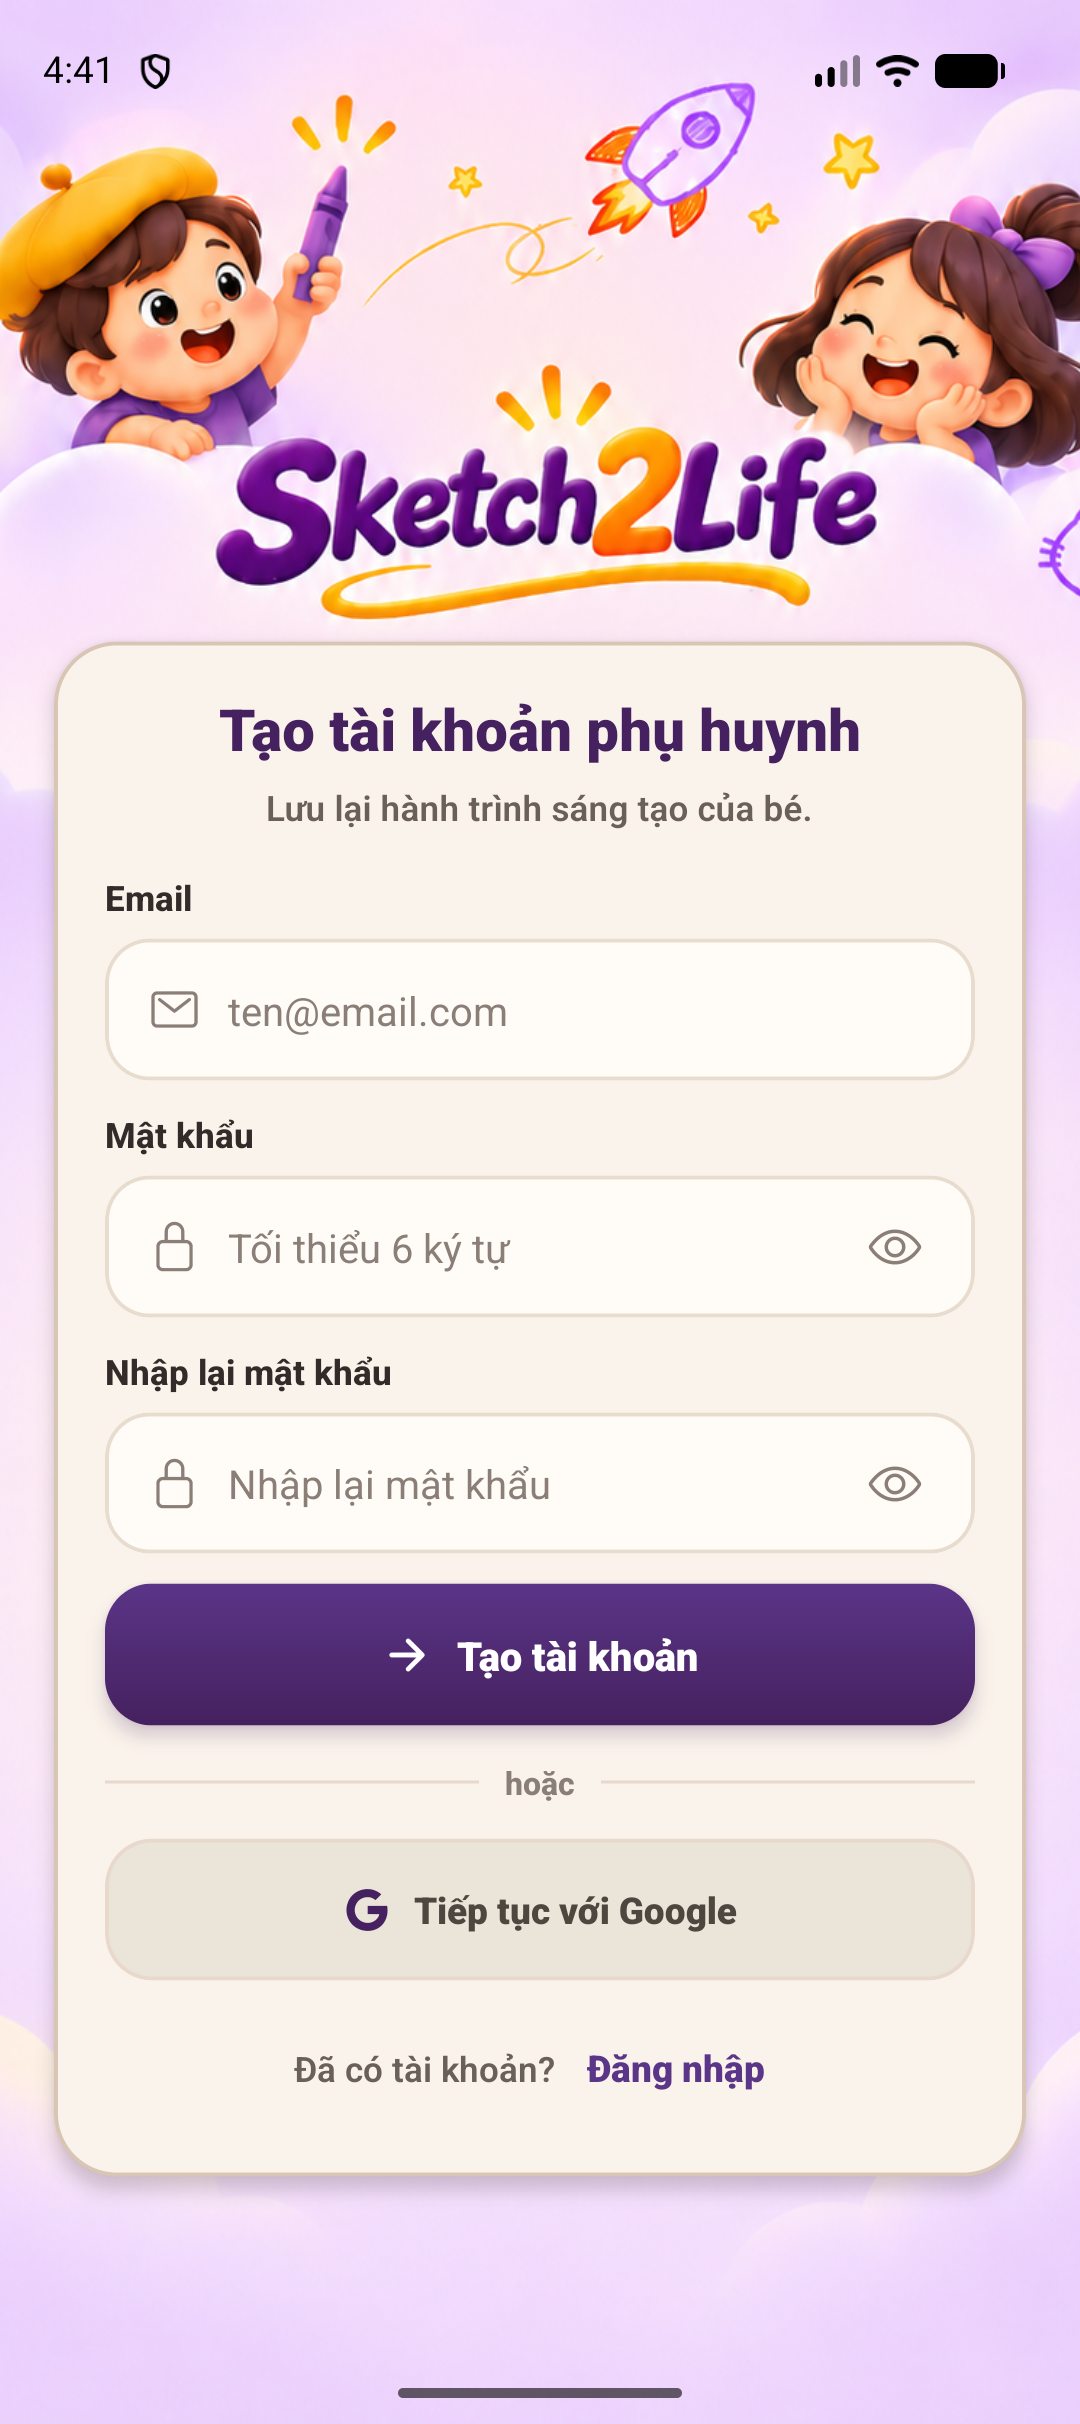 4:41
Sketch2Life
Tạo tài khoản phụ huynh
Lưu lại hành trình sáng tạo của bé.
Email
ten@email.com
Mật khẩu
Tối thiểu 6 ký tự
Nhập lại mật khẩu
Nhập lại mật khẩu
Tạo tài khoản
hoặc
Tiếp tục với Google
Đã có tài khoản? Đăng nhập